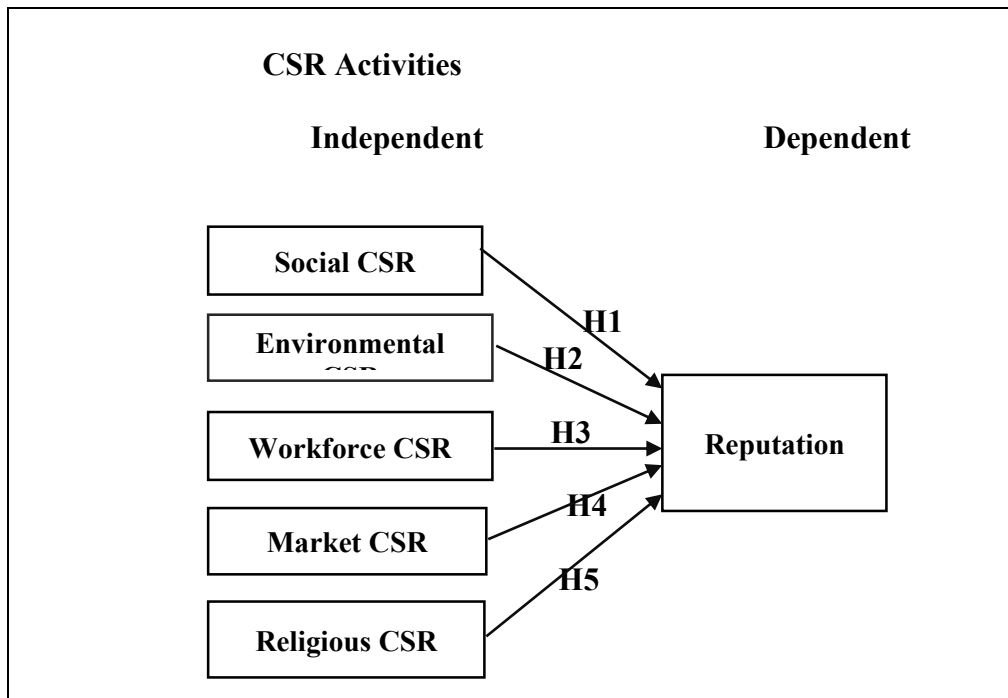 CSR Activities
Independent
Dependent
Social CSR
H1
Environmental
CSR
H2
Workforce CSR
H3
Reputation
Market CSR
H4
Religious CSR
H5